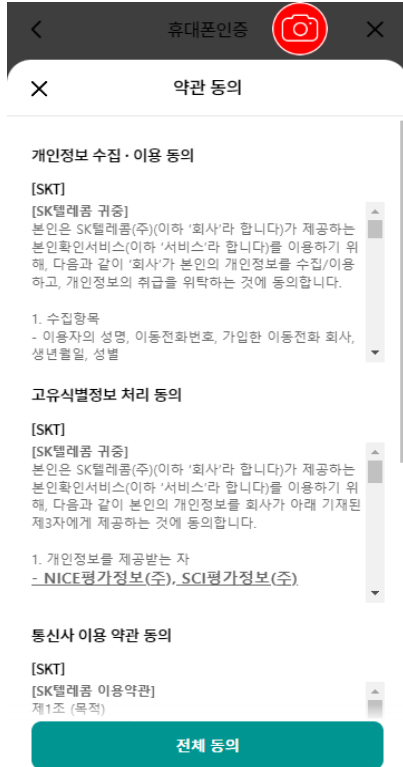 휴대폰인증
약관 동의
개인정보 수집·이용 동의
[SKT]
[SK텔레콤 귀중]
본인은 SK텔레콤(주)(이하 ‘회사’라 합니다)가 제공하는
본인확인서비스(이하 ‘서비스’라 합니다)를 이용하기 위
해, 다음과 같이 ‘회사’가 본인의 개인정보를 수집/이용
하고, 개인정보의 취급을 위탁하는 것에 동의합니다.
1. 수집항목
- 이용자의 성명, 이동전화번호, 가입한 이동전화 회사,
생년월일, 성별
고유식별정보 처리 동의
[SKT]
[SK텔레콤 귀중]
본인은 SK텔레콤(주)(이하 ‘회사’라 합니다)가 제공하는
본인확인서비스(이하 ‘서비스’라 합니다)를 이용하기 위
해, 다음과 같이 본인의 개인정보를 회사가 아래 기재된
제3자에게 제공하는 것에 동의합니다.
1. 개인정보를 제공받는 자
- NICE평가정보(주), SCI평가정보(주)
통신사 이용 약관 동의
[SKT]
[SK텔레콤 이용약관]
제1조 (목적)
전체 동의